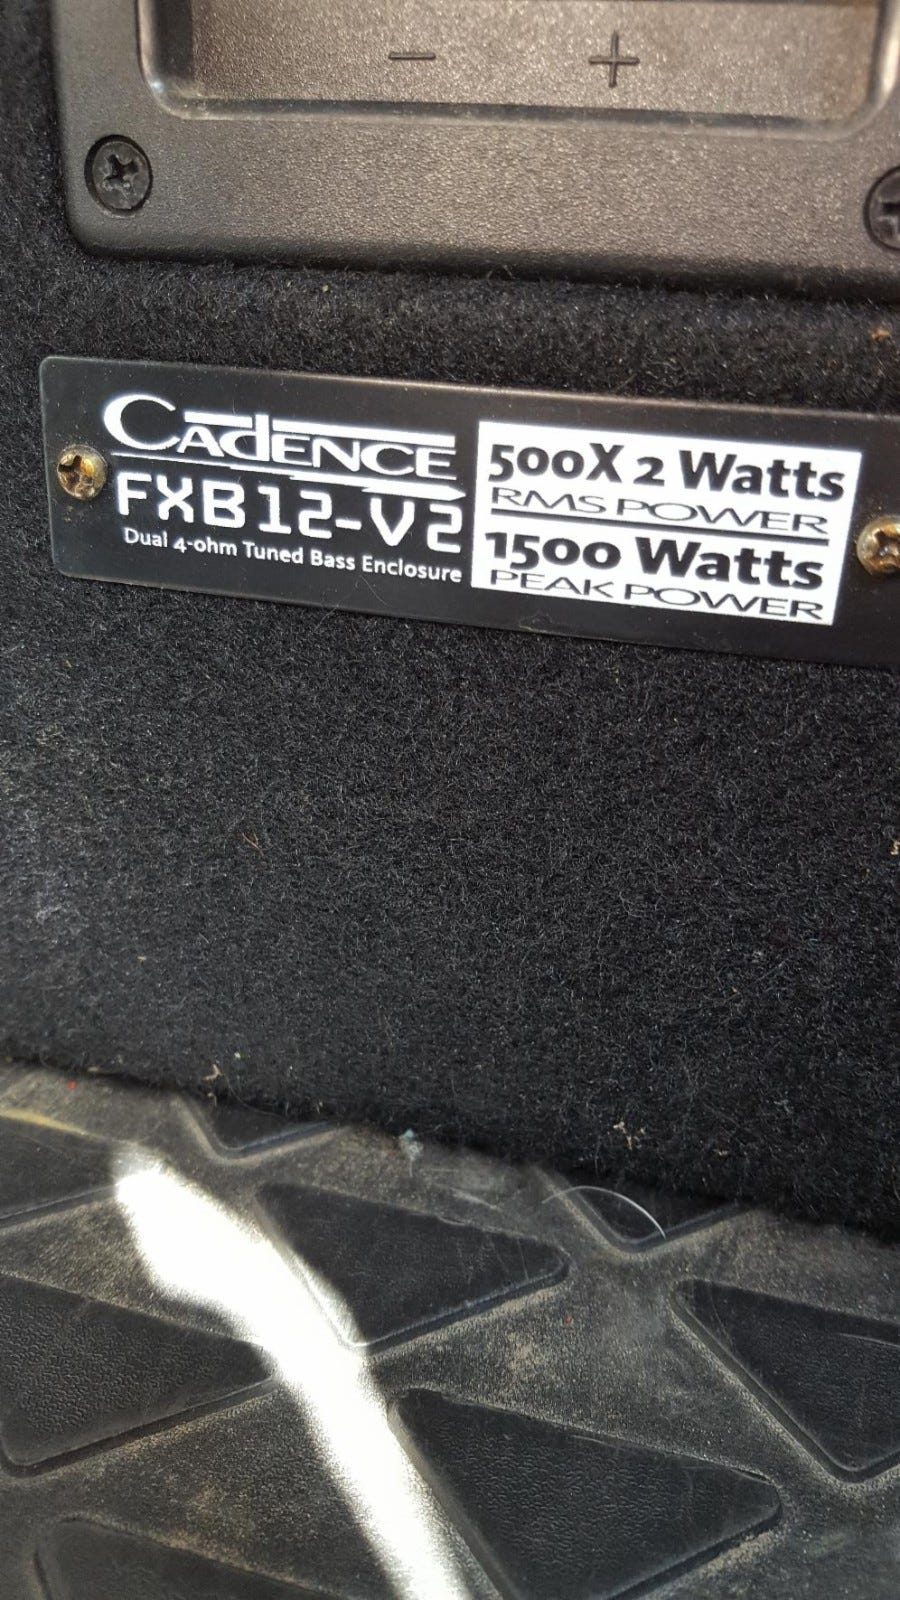 − +
CADENCE
FXB12-V2
Dual 4-ohm Tuned Bass Enclosure
500X 2 Watts
RMS POWER
1500 Watts
PEAK POWER